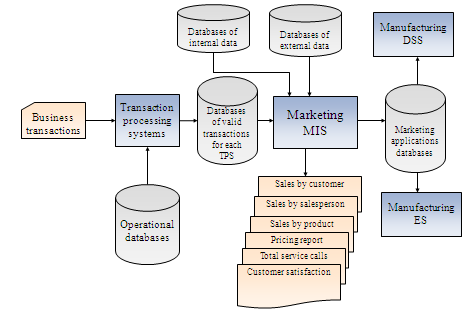 Databases of
internal data
Databases of
external data
Manufacturing
DSS
Business
transactions
Transaction
processing
systems
Databases
of valid
transactions
for each
TPS
Marketing
MIS
Marketing
applications
databases
Operational
databases
Sales by customer
Sales by salesperson
Sales by product
Pricing report
Total service calls
Customer satisfaction
Manufacturing
ES